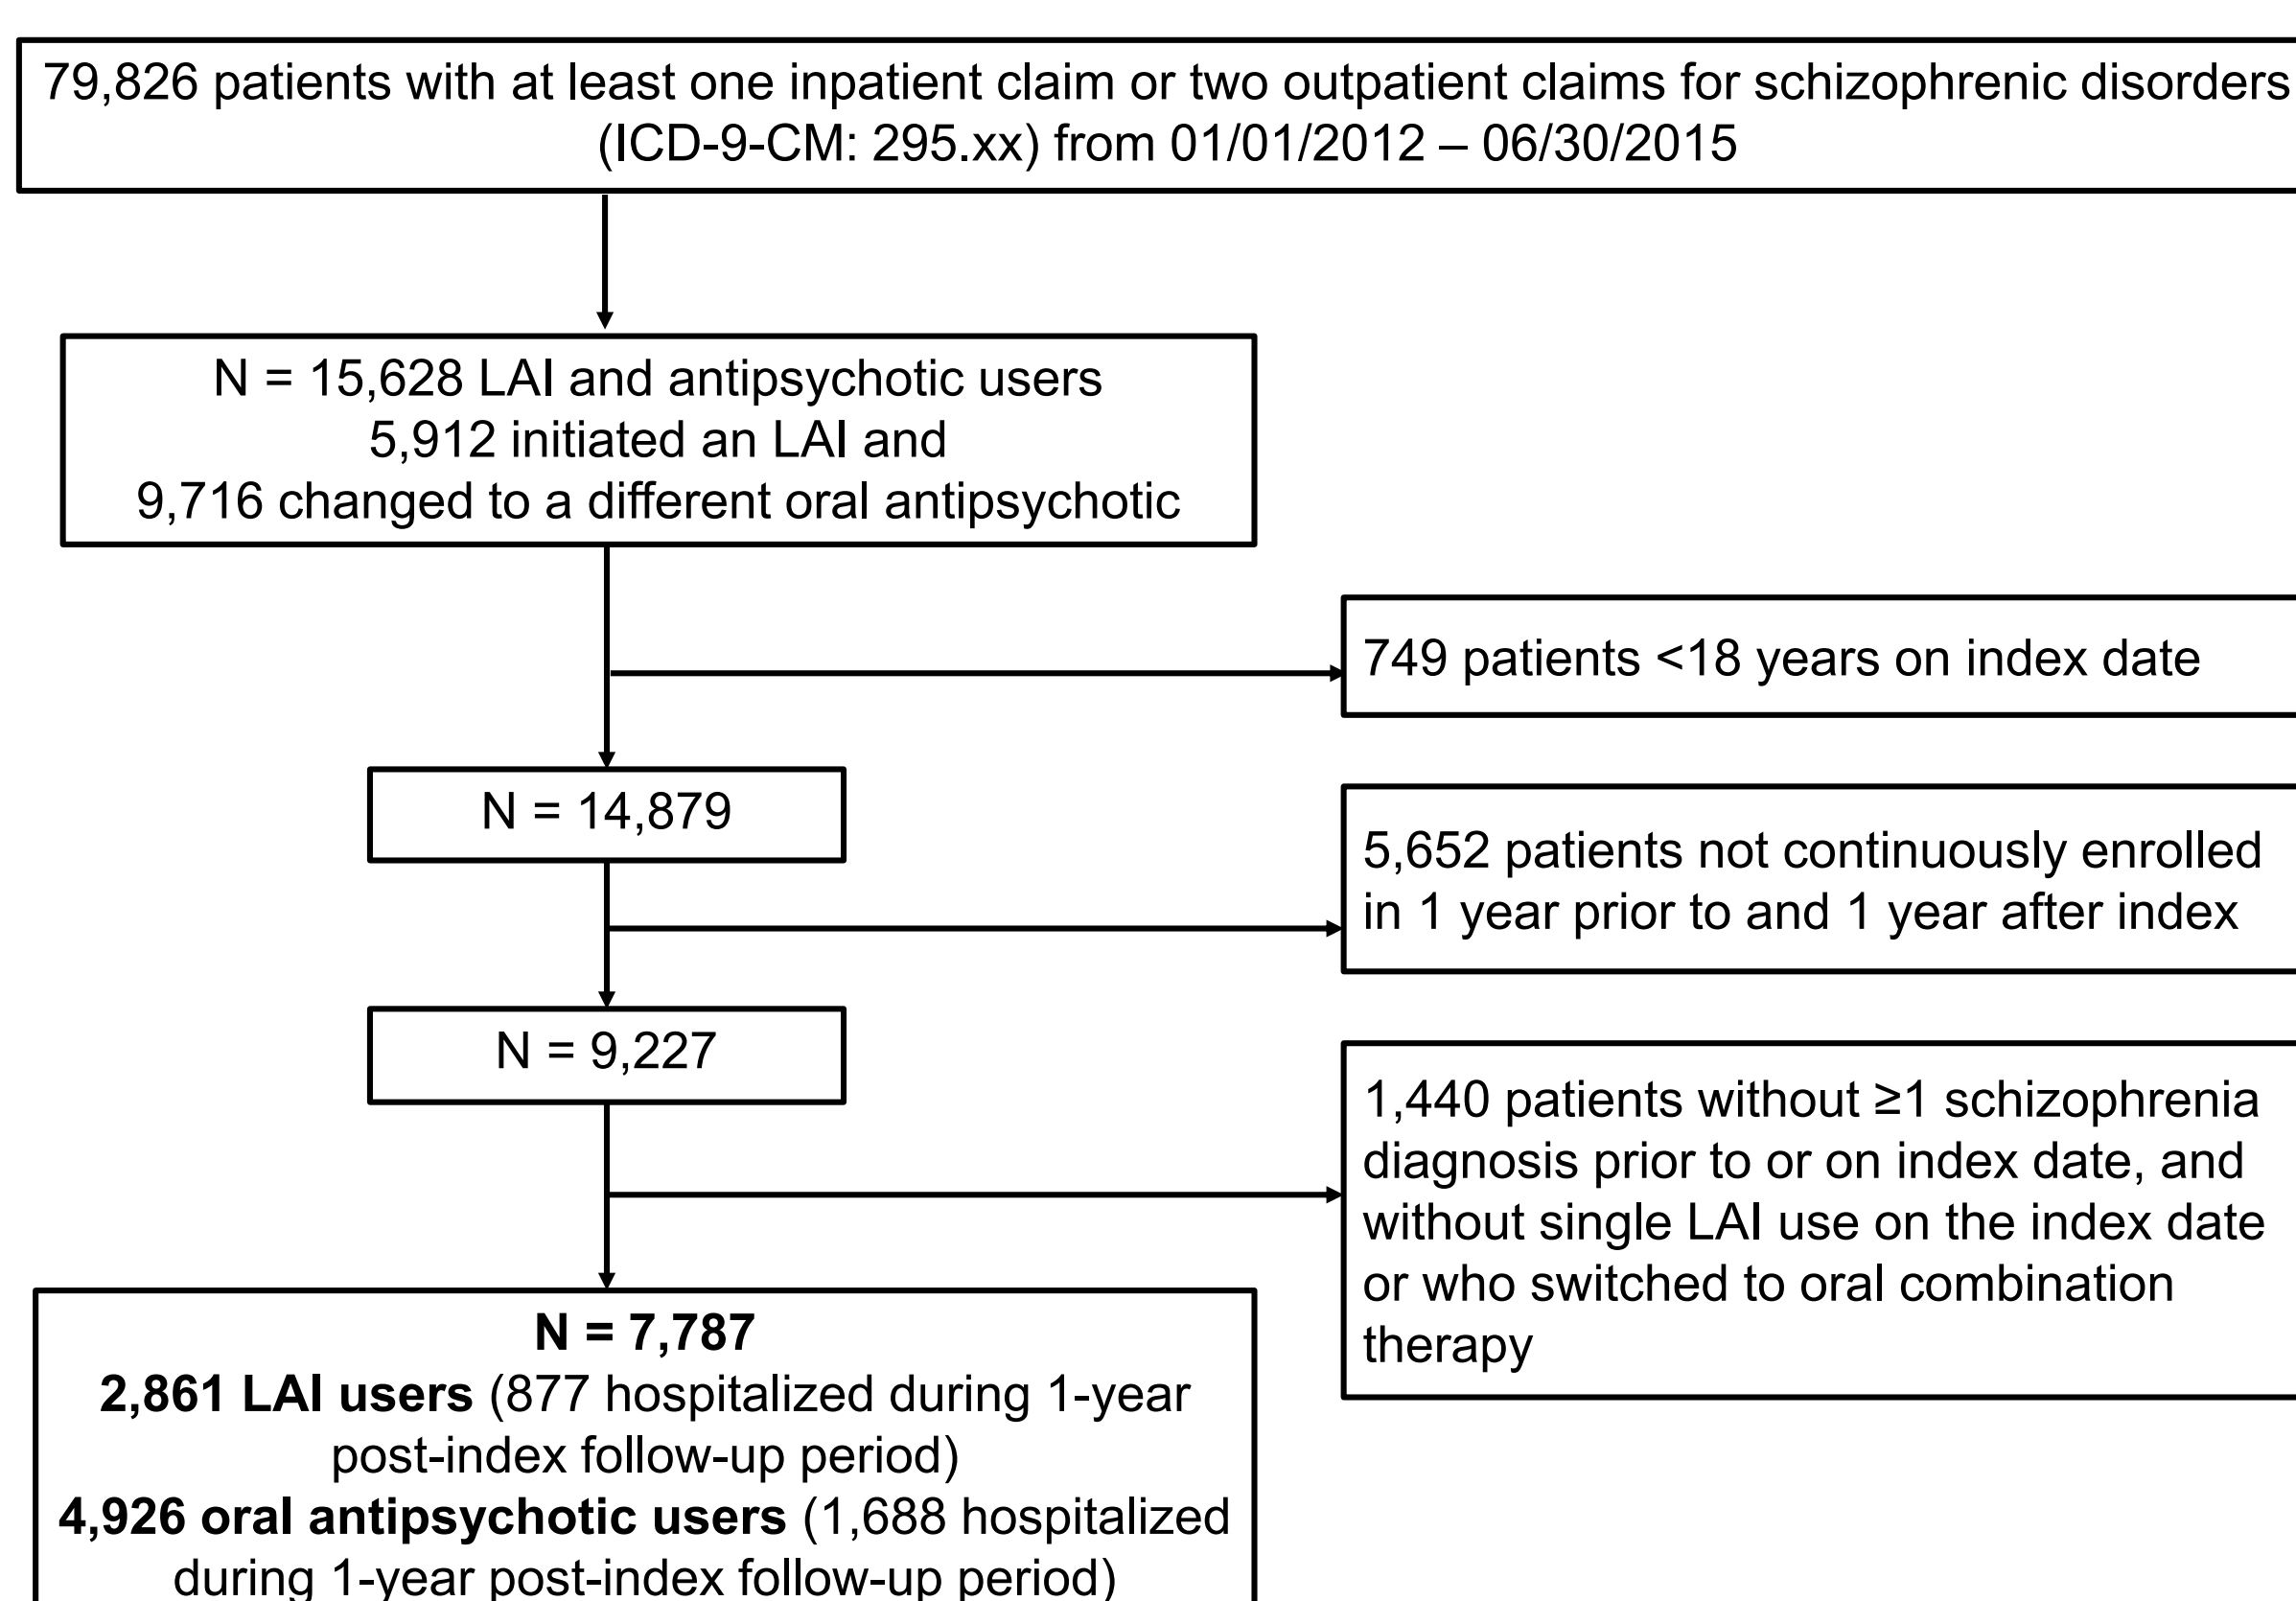 79,826 patients with at least one inpatient claim or two outpatient claims for schizophrenic disorders
(ICD-9-CM: 295.xx) from 01/01/2012 – 06/30/2015
N = 15,628 LAI and antipsychotic users
5,912 initiated an LAI and
9,716 changed to a different oral antipsychotic
749 patients <18 years on index date
N = 14,879
5,652 patients not continuously enrolled
in 1 year prior to and 1 year after index
N = 9,227
1,440 patients without ≥1 schizophrenia
diagnosis prior to or on index date, and
without single LAI use on the index date
or who switched to oral combination
therapy
N = 7,787
2,861 LAI users (877 hospitalized during 1-year
post-index follow-up period)
4,926 oral antipsychotic users (1,688 hospitalized
during 1-year post-index follow-up period)